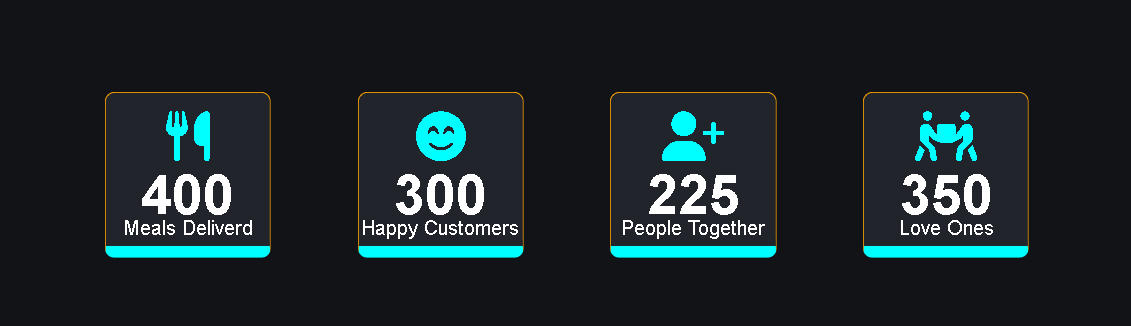 400
Meals Deliverd
300
Happy Customers
225
People Together
350
Love Ones